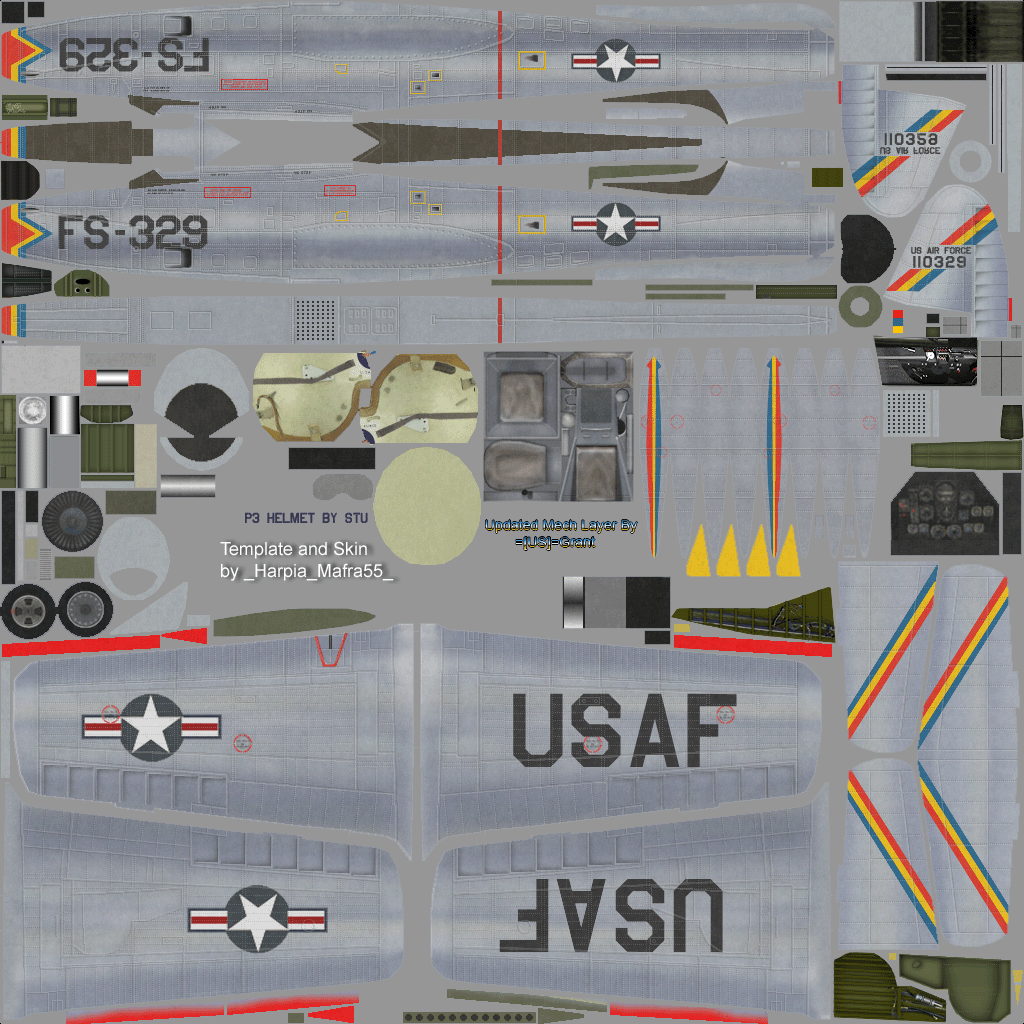 FS-329
110358
US AIR FORCE
FS-329
US AIR FORCE
110329
P3 HELMET BY STU
Updated Mech Layer By
=[US]=Grant
Template and Skin
by _Harpia_Mafra55_
USAF
USAF